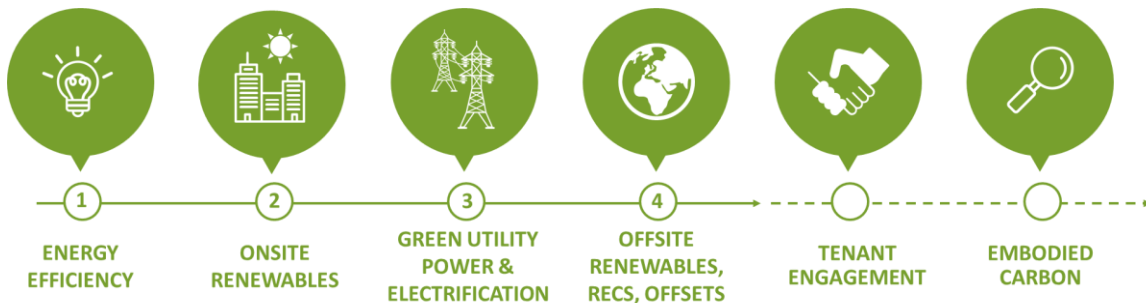 1
ENERGY
EFFICIENCY
2
ONSITE
RENEWABLES
3
GREEN UTILITY
POWER &
ELECTRIFICATION
4
OFFSITE
RENEWABLES,
RECS, OFFSETS
TENANT
ENGAGEMENT
EMBODIED
CARBON